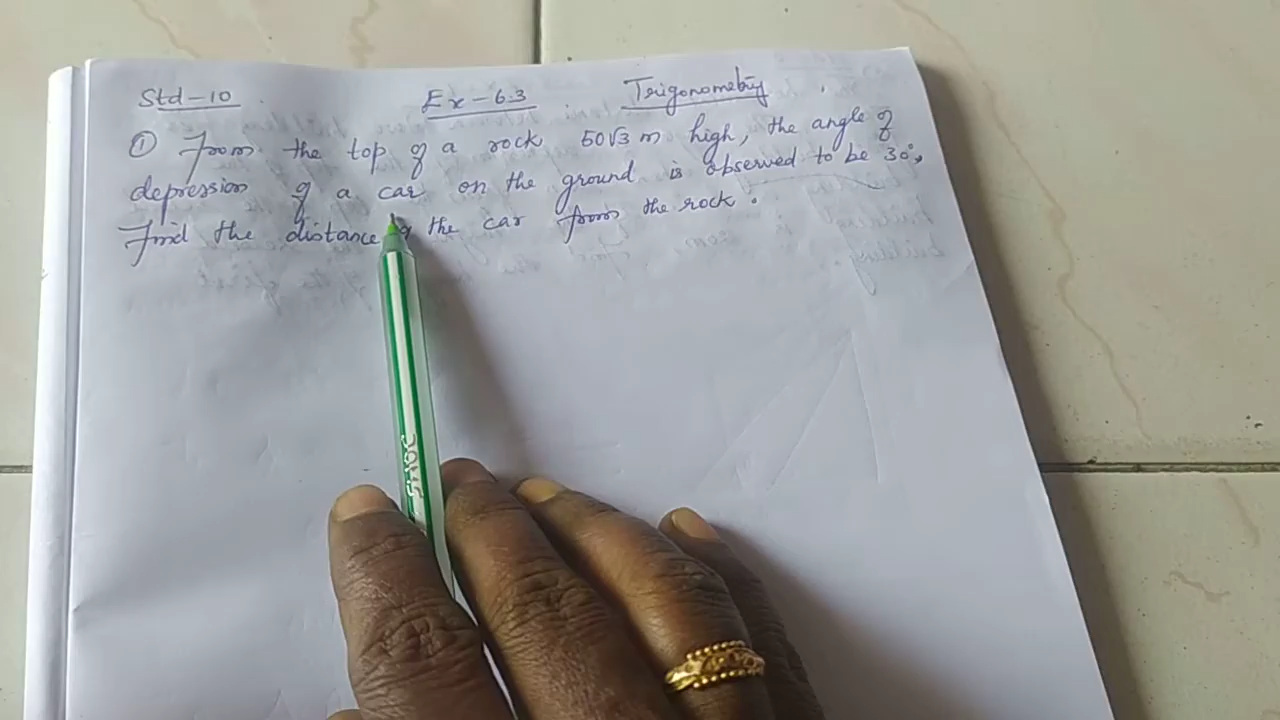 Std-10 Ex-6.3 Trigonometry
① From the top of a rock 50√3 m high, the angle of
depression of a car on the ground is observed to be 30°,
Find the distance of the car from the rock.